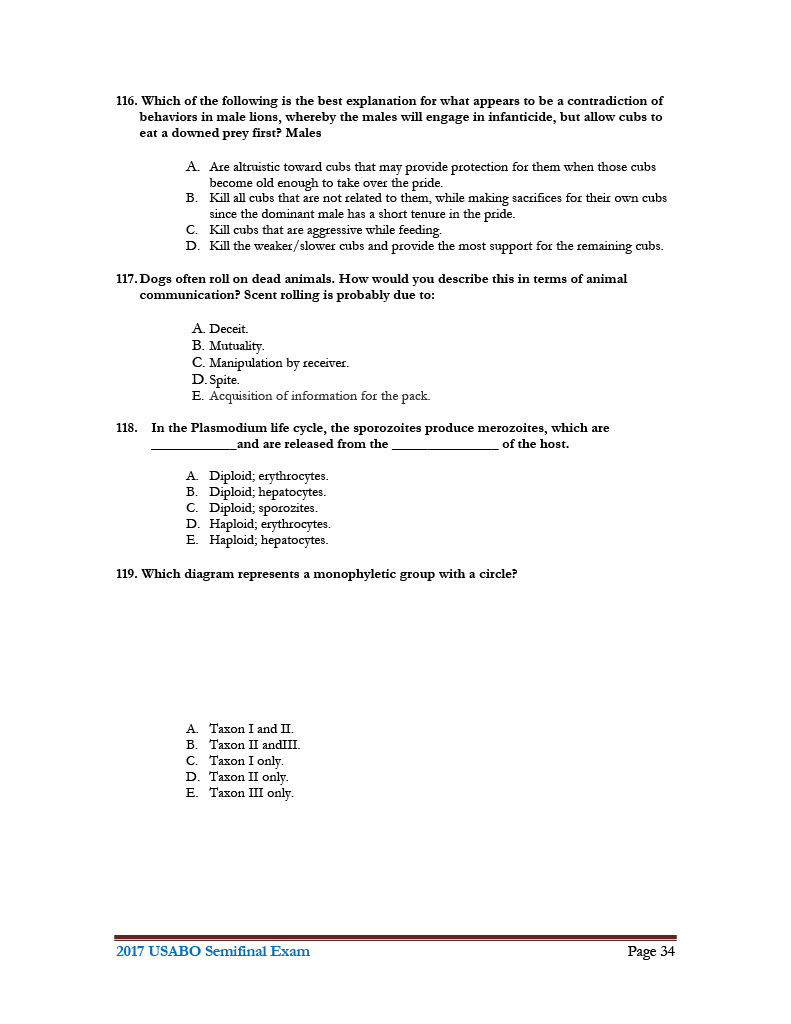 116. Which of the following is the best explanation for what appears to be a contradiction of
behaviors in male lions, whereby the males will engage in infanticide, but allow cubs to
eat a downed prey first? Males
A. Are altruistic toward cubs that may provide protection for them when those cubs
become old enough to take over the pride.
B. Kill all cubs that are not related to them, while making sacrifices for their own cubs
since the dominant male has a short tenure in the pride.
C. Kill cubs that are aggressive while feeding.
D. Kill the weaker/slower cubs and provide the most support for the remaining cubs.
117. Dogs often roll on dead animals. How would you describe this in terms of animal
communication? Scent rolling is probably due to:
A. Deceit.
B. Mutuality.
C. Manipulation by receiver.
D. Spite.
E. Acquisition of information for the pack.
118. In the Plasmodium life cycle, the sporozoites produce merozoites, which are
____________and are released from the _______________ of the host.
A. Diploid; erythrocytes.
B. Diploid; hepatocytes.
C. Diploid; sporozites.
D. Haploid; erythrocytes.
E. Haploid; hepatocytes.
119. Which diagram represents a monophyletic group with a circle?
A. Taxon I and II.
B. Taxon II andIII.
C. Taxon I only.
D. Taxon II only.
E. Taxon III only.
2017 USABO Semifinal Exam Page 34